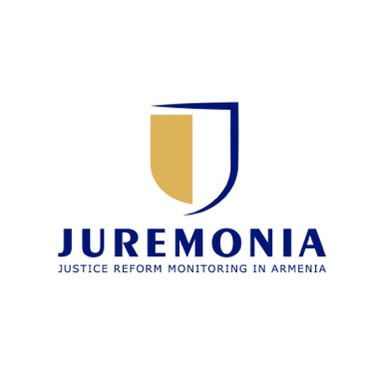 JUREMONIA
JUSTICE REFORM MONITORING IN ARMENIA